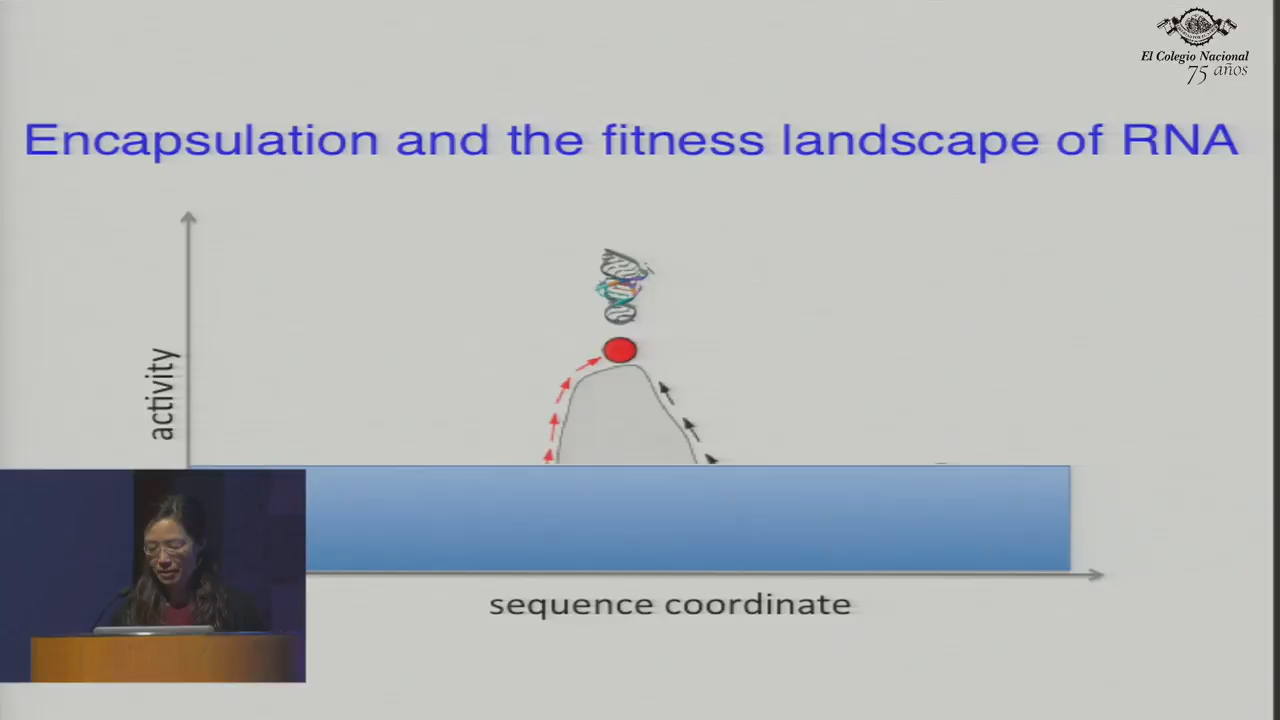 El Colegio Nacional
75 años
Encapsulation and the fitness landscape of RNA
activity
sequence coordinate